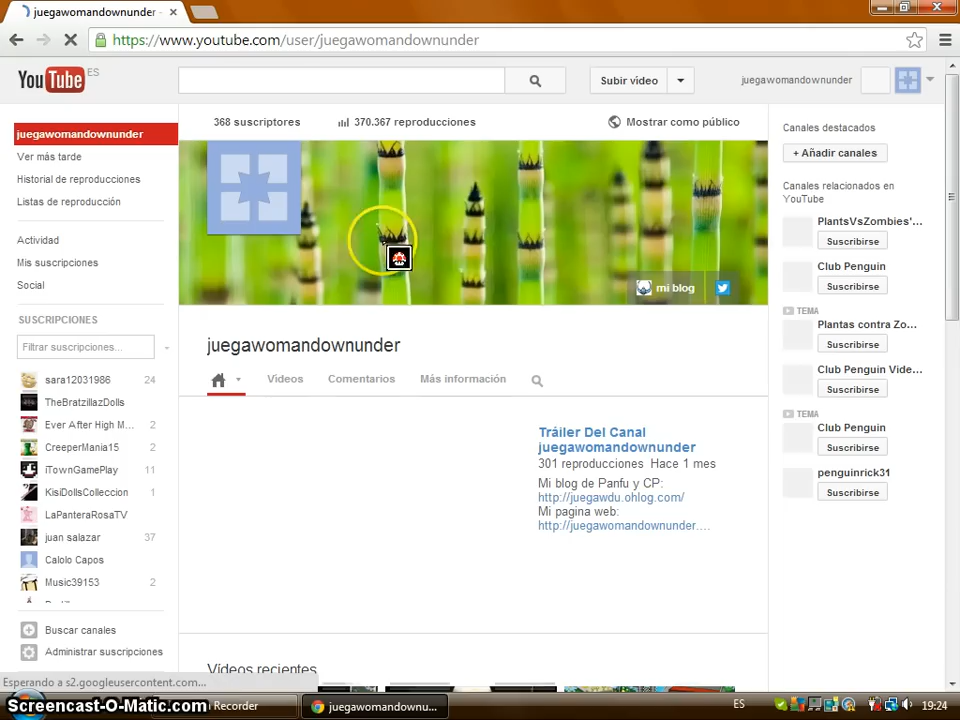 juegawomandownunder -
https://www.youtube.com/user/juegawomandownunder
YouTube ES
Subir vídeo
juegawomandownunder
juegawomandownunder
Ver más tarde
Historial de reproducciones
Listas de reproducción
Actividad
Mis suscripciones
Social
SUSCRIPCIONES
Filtrar suscripciones...
sara12031986 24
TheBratzillazDolls
Ever After High M... 2
CreeperMania15 2
iTownGamePlay 11
KisiDollsColleccion 1
LaPanteraRosaTV
juan salazar 37
Calolo Capos
Music39153 2
Buscar canales
Administrar suscripciones
368 suscriptores
370.367 reproducciones
Mostrar como público
mi blog
juegawomandownunder
Videos
Comentarios
Más información
Tráiler Del Canal
juegawomandownunder
301 reproducciones Hace 1 mes
Mi blog de Panfu y CP:
http://juegawdu.ohlog.com/
Mi pagina web:
http://juegawomandownunder....
Vídeos recientes
Canales destacados
+ Añadir canales
Canales relacionados en
YouTube
PlantsVsZombies'...
Suscribirse
Club Penguin
Suscribirse
TEMA
Plantas contra Zo...
Suscribirse
Club Penguin Vide...
Suscribirse
TEMA
Club Penguin
Suscribirse
penguinrick31
Suscribirse
Esperando a s2.googleusercontent.com...
Screencast-O-Matic.com
Recorder
juegawomandownu...
ES
19:24